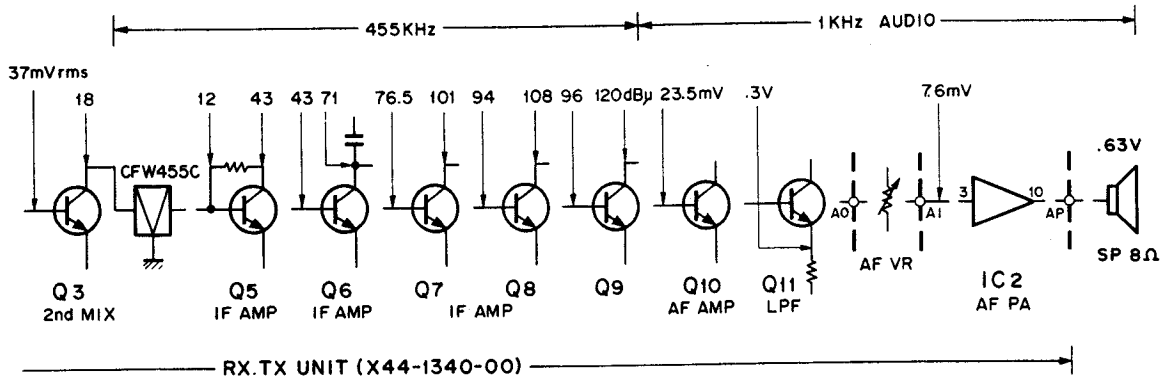 455KHz 1KHz AUDIO
37mVrms
18 12 43 43 71 76.5 101 94 108 96 120dBμ 23.5mV .3V 7.6mV
CFW455C .63V
3 10
AO AI AP
AF VR SP 8Ω
Q3 Q5 Q6 Q7 Q8 Q9 Q10 Q11 IC2
2nd MIX IF AMP IF AMP IF AMP AF AMP LPF AF PA
RX.TX UNIT (X44-1340-00)